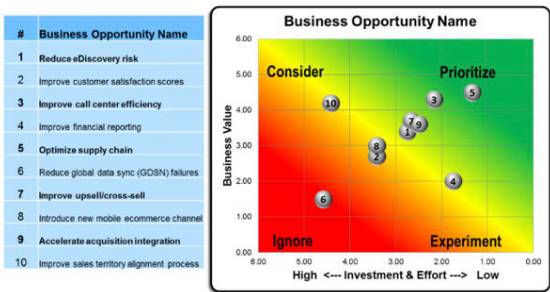 # Business Opportunity Name
1 Reduce eDiscovery risk
2 Improve customer satisfaction scores
3 Improve call center efficiency
4 Improve financial reporting
5 Optimize supply chain
6 Reduce global data sync (GDSN) failures
7 Improve upsell/cross-sell
8 Introduce new mobile ecommerce channel
9 Accelerate acquisition integration
10 Improve sales territory alignment process
Business Opportunity Name
Business Value
6.00
5.00
4.00
3.00
2.00
1.00
0.00
Consider
Prioritize
5
3
10
7
9
1
8
2
4
6
Ignore
Experiment
6.00 5.00 4.00 3.00 2.00 1.00 0.00
High <--- Investment & Effort ---> Low